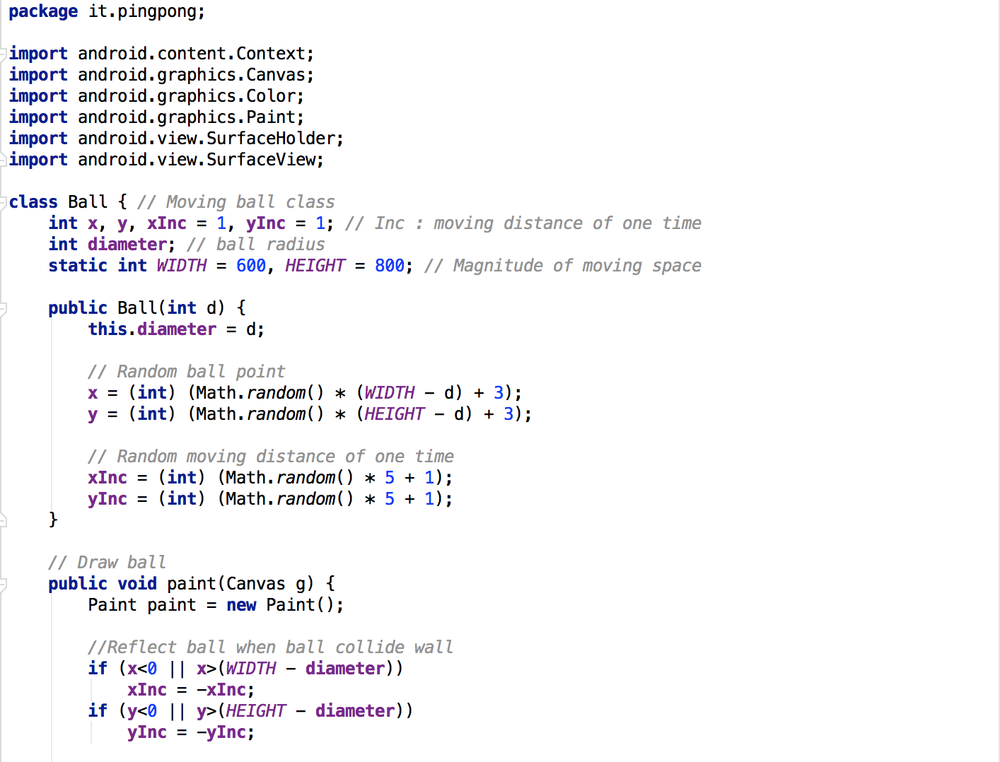 package it.pingpong;
import android.content.Context;
import android.graphics.Canvas;
import android.graphics.Color;
import android.graphics.Paint;
import android.view.SurfaceHolder;
import android.view.SurfaceView;
class Ball { // Moving ball class
int x, y, xInc = 1, yInc = 1; // Inc : moving distance of one time
int diameter; // ball radius
static int WIDTH = 600, HEIGHT = 800; // Magnitude of moving space
public Ball(int d) {
this.diameter = d;
// Random ball point
x = (int) (Math.random() * (WIDTH - d) + 3);
y = (int) (Math.random() * (HEIGHT - d) + 3);
// Random moving distance of one time
xInc = (int) (Math.random() * 5 + 1);
yInc = (int) (Math.random() * 5 + 1);
}
// Draw ball
public void paint(Canvas g) {
Paint paint = new Paint();
//Reflect ball when ball collide wall
if (x<0 || x>(WIDTH - diameter))
xInc = -xInc;
if (y<0 || y>(HEIGHT - diameter))
yInc = -yInc;